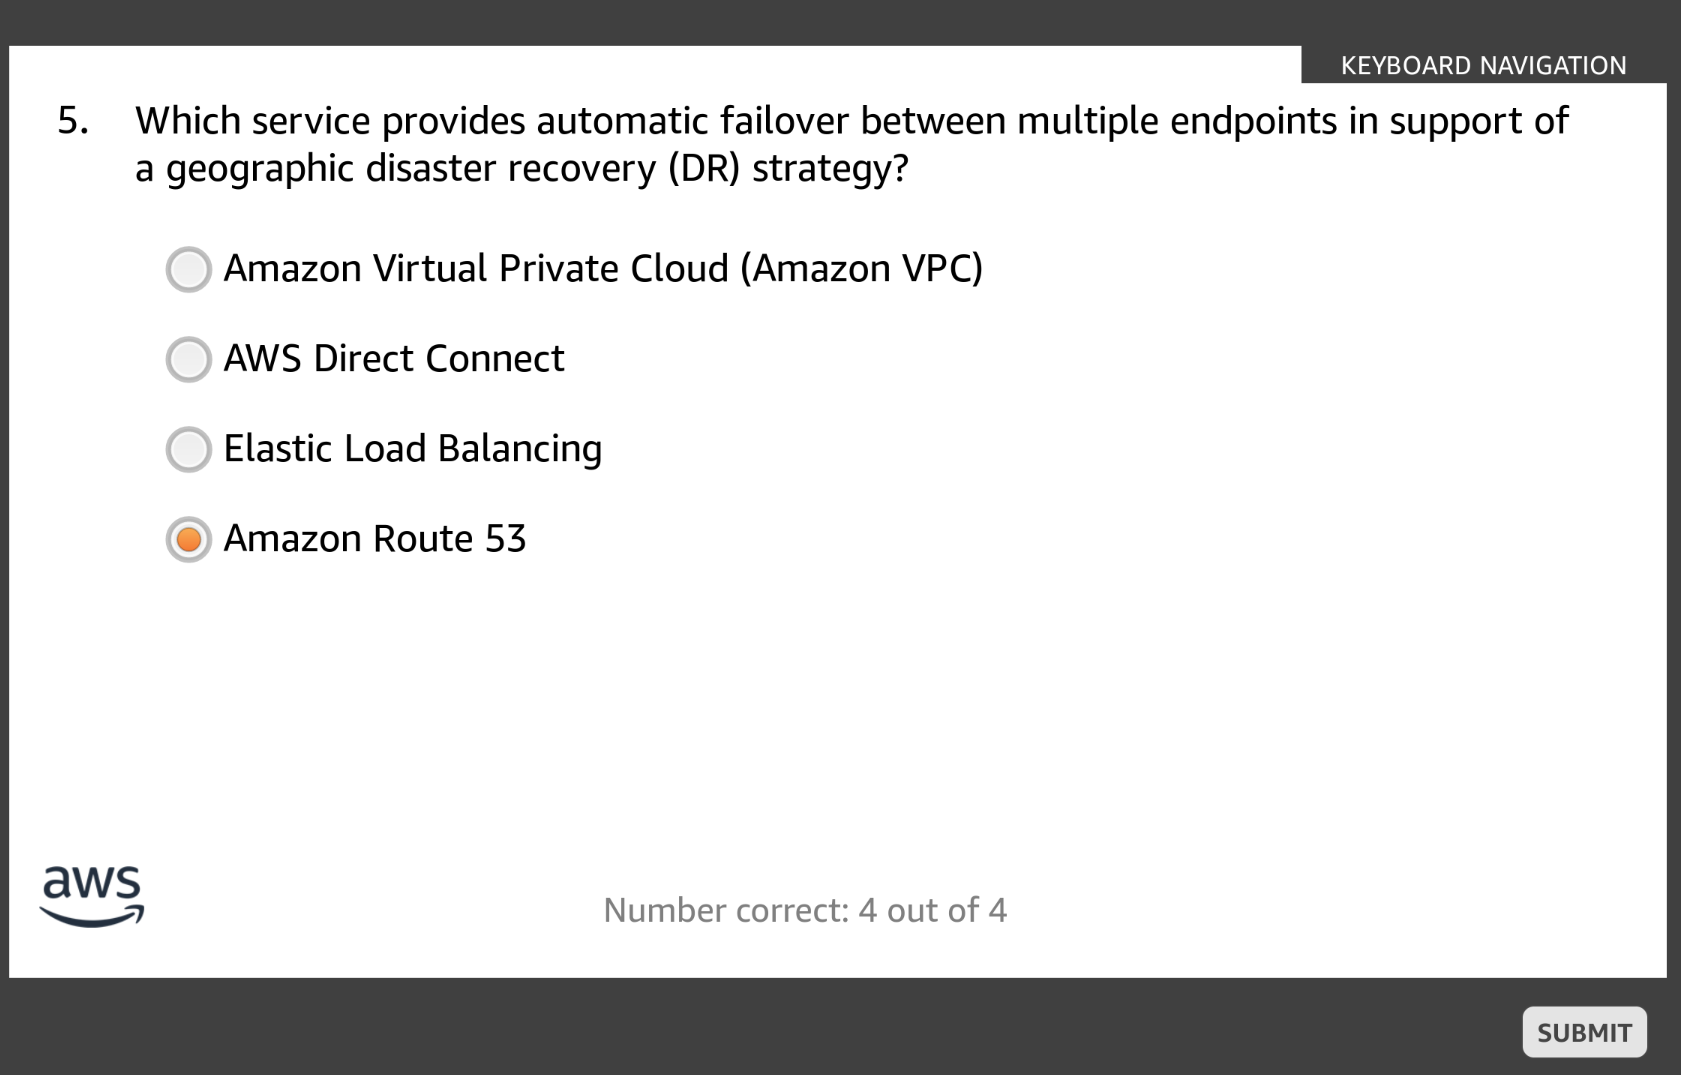 KEYBOARD NAVIGATION
5. Which service provides automatic failover between multiple endpoints in support of
a geographic disaster recovery (DR) strategy?
Amazon Virtual Private Cloud (Amazon VPC)
AWS Direct Connect
Elastic Load Balancing
Amazon Route 53
aws
Number correct: 4 out of 4
SUBMIT